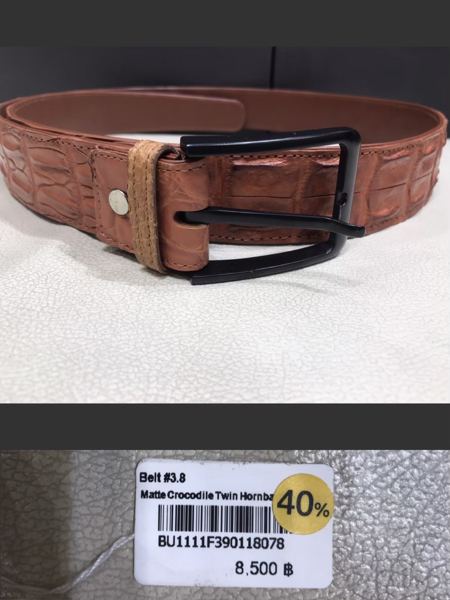 Belt #3.8
Matte Crocodile Twin Hornba
40%
BU1111F390118078
8,500 ฿